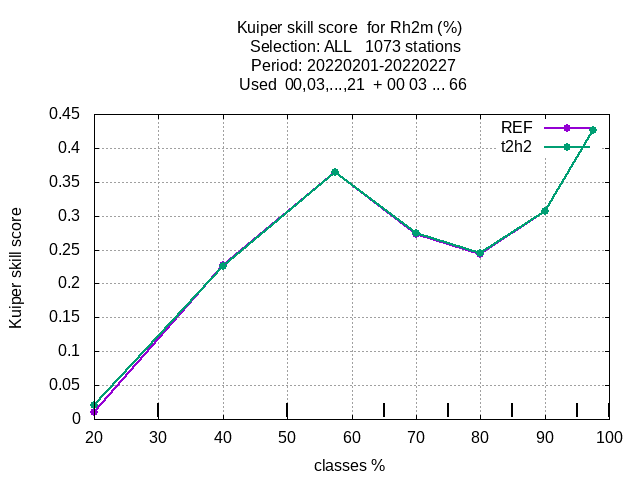 Kuiper skill score  for Rh2m (%)
Selection: ALL   1073 stations
Period: 20220201-20220227
Used  00,03,...,21  + 00 03 ... 66
REF
t2h2
0.45
0.4
0.35
0.3
0.25
0.2
0.15
0.1
0.05
0
Kuiper skill score
20 30 40 50 60 70 80 90 100
classes %